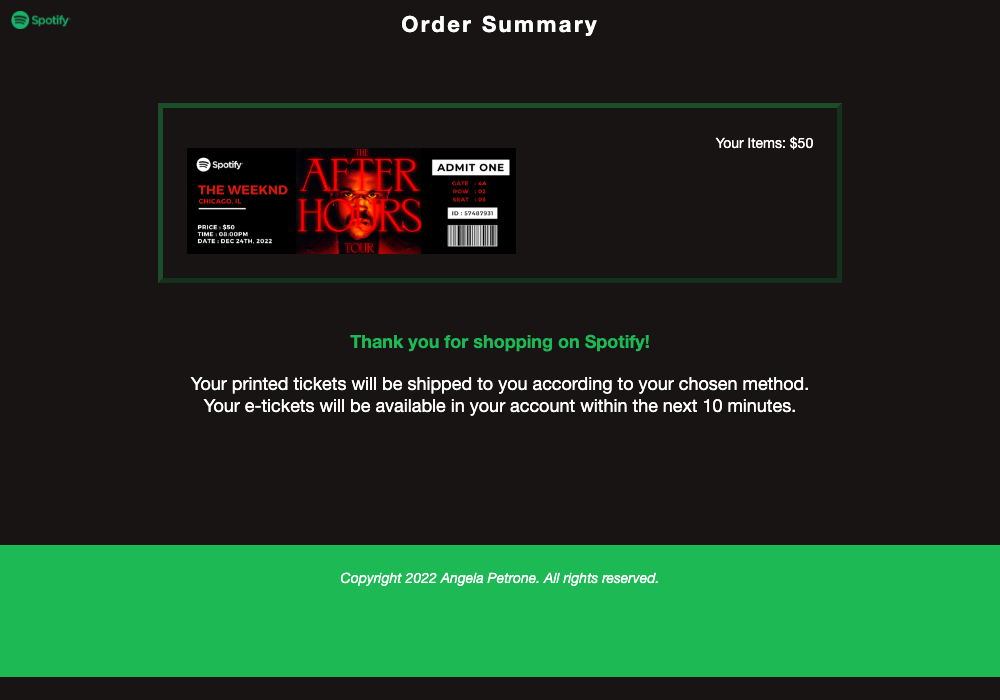 Spotify
Order Summary
Your Items: $50
Spotify
THE WEEKND
CHICAGO, IL
PRICE : $50
TIME : 08:00PM
DATE : DEC 24TH, 2022
THE
AFTER
HOURS
TOUR
ADMIT ONE
GATE : 4A
ROW : 02
SEAT : 03
ID : 57487931
Thank you for shopping on Spotify!
Your printed tickets will be shipped to you according to your chosen method.
Your e-tickets will be available in your account within the next 10 minutes.
Copyright 2022 Angela Petrone. All rights reserved.